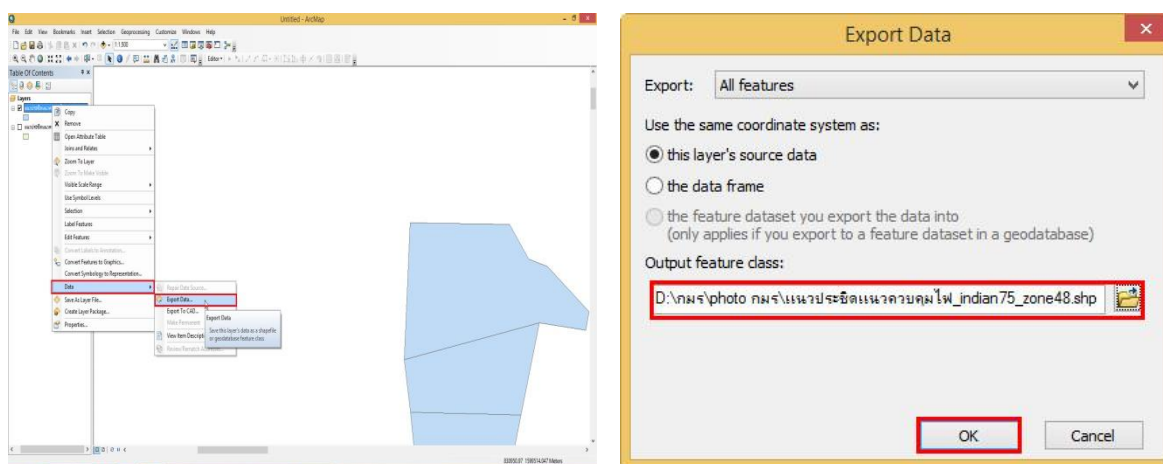 Untitled - ArcMap
File Edit View Bookmarks Insert Selection Geoprocessing Customize Windows Help
1:1300
Editor
Table Of Contents
Layers
Copy
Remove
Open Attribute Table
Joins and Relates
Zoom To Layer
Zoom To Make Visible
Visible Scale Range
Use Symbol Levels
Selection
Label Features
Edit Features
Convert Labels to Annotation...
Convert Features to Graphics...
Convert Symbology to Representation...
Data
Save As Layer File...
Create Layer Package...
Properties...
Repair Data Source...
Export Data...
Export To CAD...
Make Permanent
View Item Descripti
Review/Rematch Addresses...
Export Data
Save this layer's data as a shapefile
or geodatabase feature class
Meters
Export Data
Export: All features
Use the same coordinate system as:
this layer's source data
the data frame
the feature dataset you export the data into
(only applies if you export to a feature dataset in a geodatabase)
Output feature class:
D:\กมร\photo กมร\แนวประชิดแนวควบคุมไฟ_indian75_zone48.shp
OK
Cancel